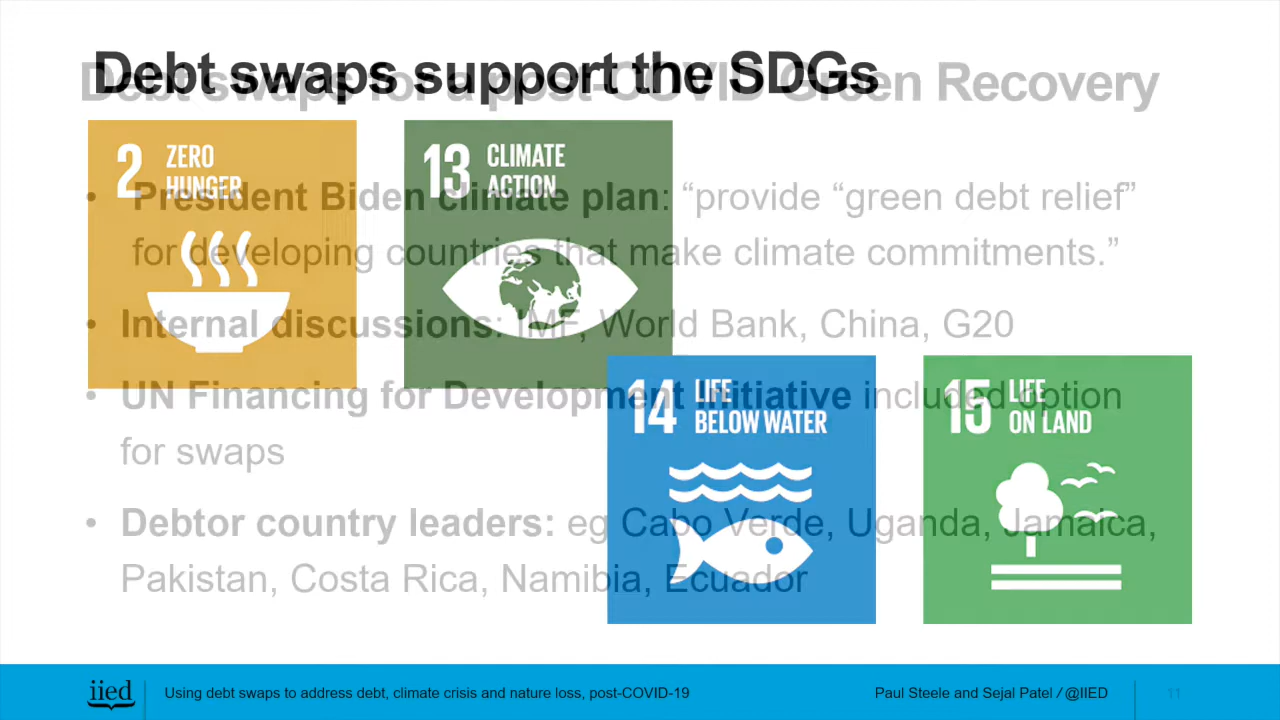 Debt swaps support the SDGs
Debt swaps for a post-COVID Green Recovery
2 ZERO
HUNGER
13 CLIMATE
ACTION
• President Biden climate plan: “provide “green debt relief”
for developing countries that make climate commitments.”
• Internal discussions: IMF, World Bank, China, G20
• UN Financing for Development initiative included option
for swaps
14 LIFE
BELOW WATER
15 LIFE
ON LAND
• Debtor country leaders: eg Cabo Verde, Uganda, Jamaica,
Pakistan, Costa Rica, Namibia, Ecuador
iied Using debt swaps to address debt, climate crisis and nature loss, post-COVID-19 Paul Steele and Sejal Patel / @IIED 11